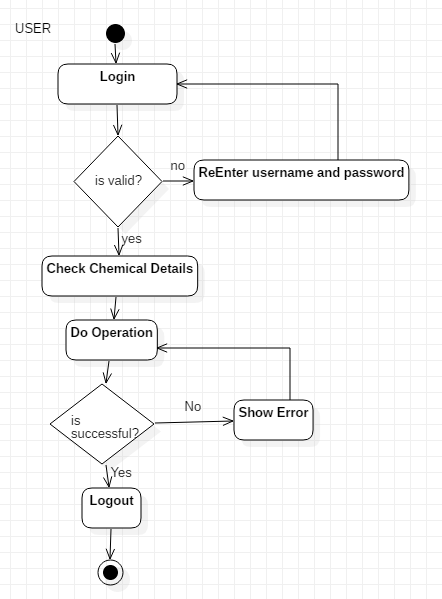 USER
Login
is valid?
no
ReEnter username and password
yes
Check Chemical Details
Do Operation
is
successful?
No
Show Error
Yes
Logout